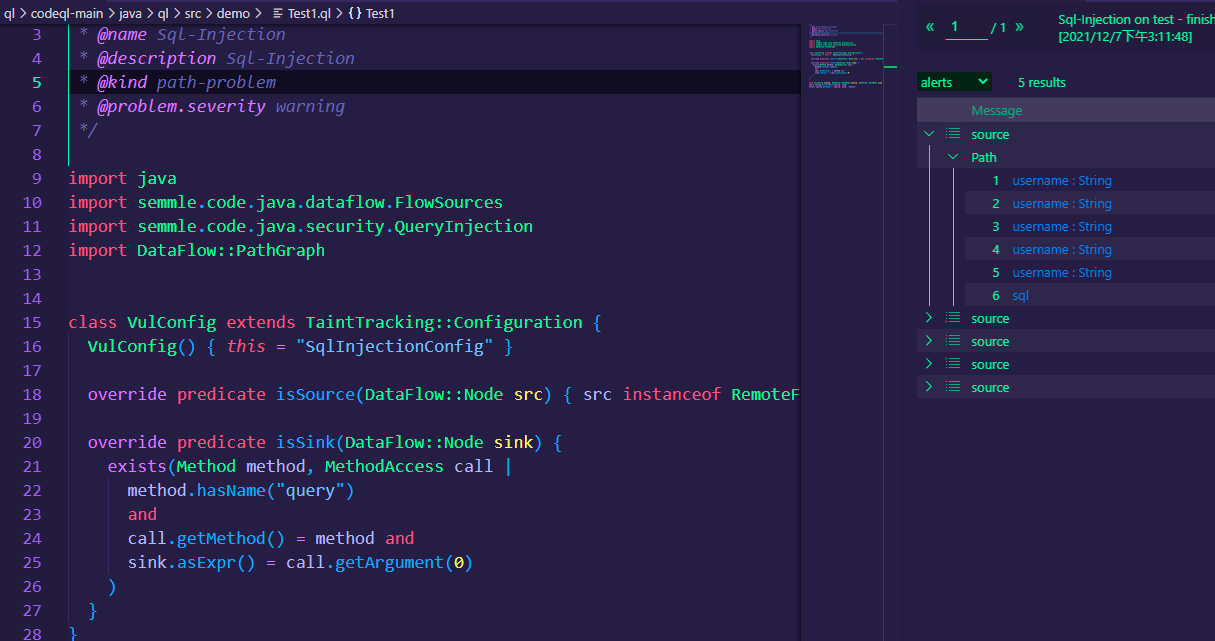 ql > codeql-main > java > ql > src > demo > Test1.ql > {} Test1
3 * @name Sql-Injection
4 * @description Sql-Injection
5 * @kind path-problem
6 * @problem.severity warning
7 */
8
9 import java
10 import semmle.code.java.dataflow.FlowSources
11 import semmle.code.java.security.QueryInjection
12 import DataFlow::PathGraph
13
14
15 class VulConfig extends TaintTracking::Configuration {
16 VulConfig() { this = "SqlInjectionConfig" }
17
18 override predicate isSource(DataFlow::Node src) { src instanceof RemoteF
19
20 override predicate isSink(DataFlow::Node sink) {
21 exists(Method method, MethodAccess call |
22 method.hasName("query")
23 and
24 call.getMethod() = method and
25 sink.asExpr() = call.getArgument(0)
26 )
27 }
28 }
« 1 / 1 »
Sql-Injection on test - finish
[2021/12/7下午3:11:48]
alerts 5 results
Message
source
Path
1 username : String
2 username : String
3 username : String
4 username : String
5 username : String
6 sql
source
source
source
source